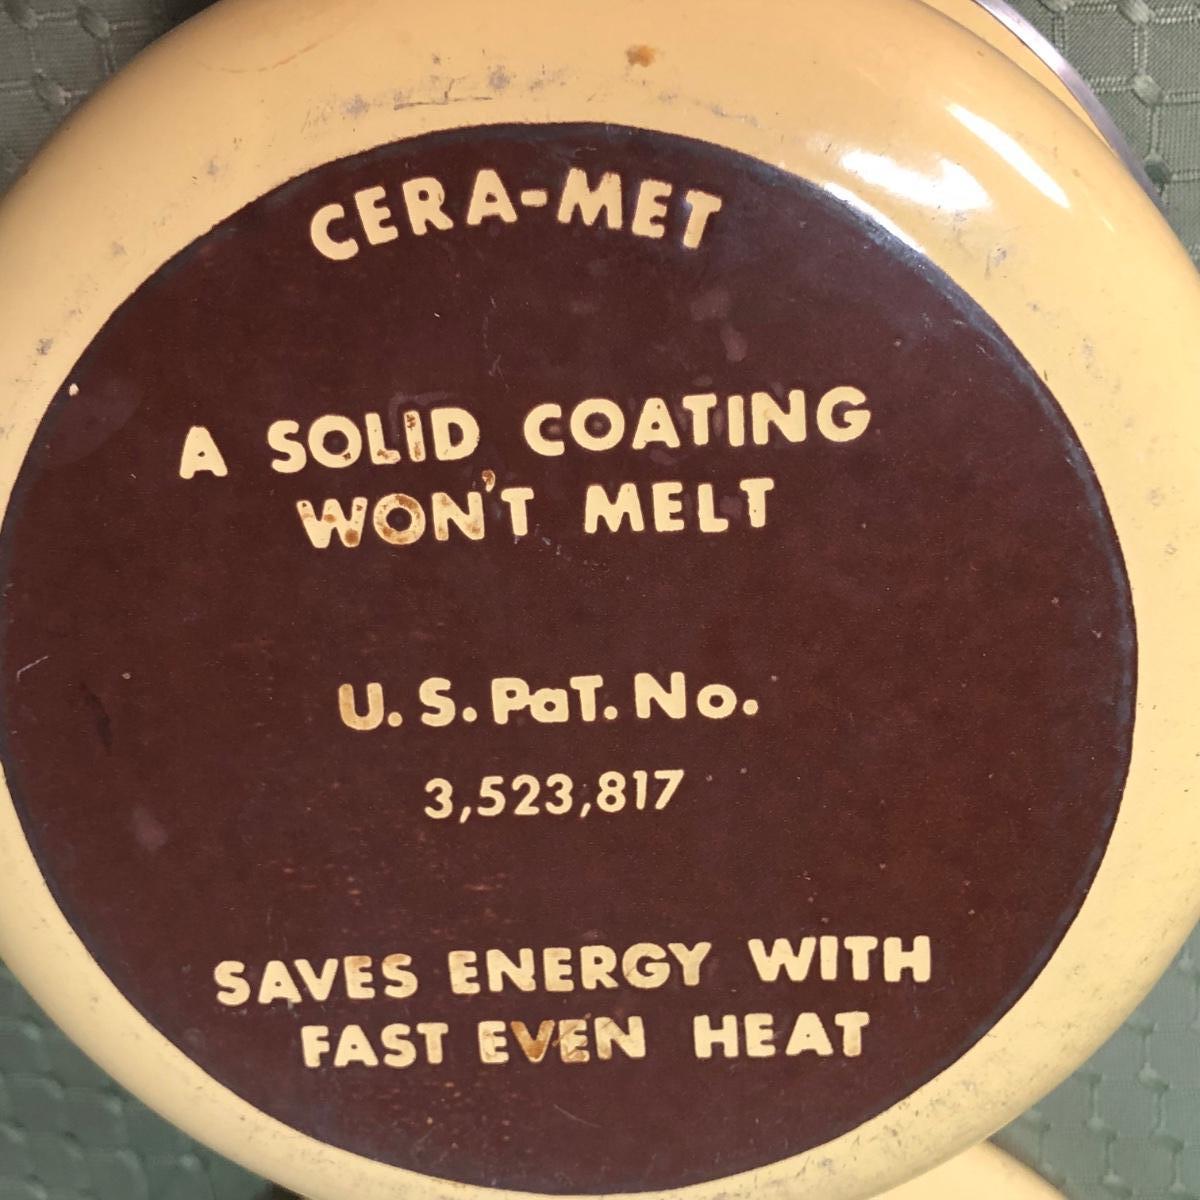 CERA-MET
A SOLID COATING
WON'T MELT
U.S. PaT. No.
3,523,817
SAVES ENERGY WITH
FAST EVEN HEAT